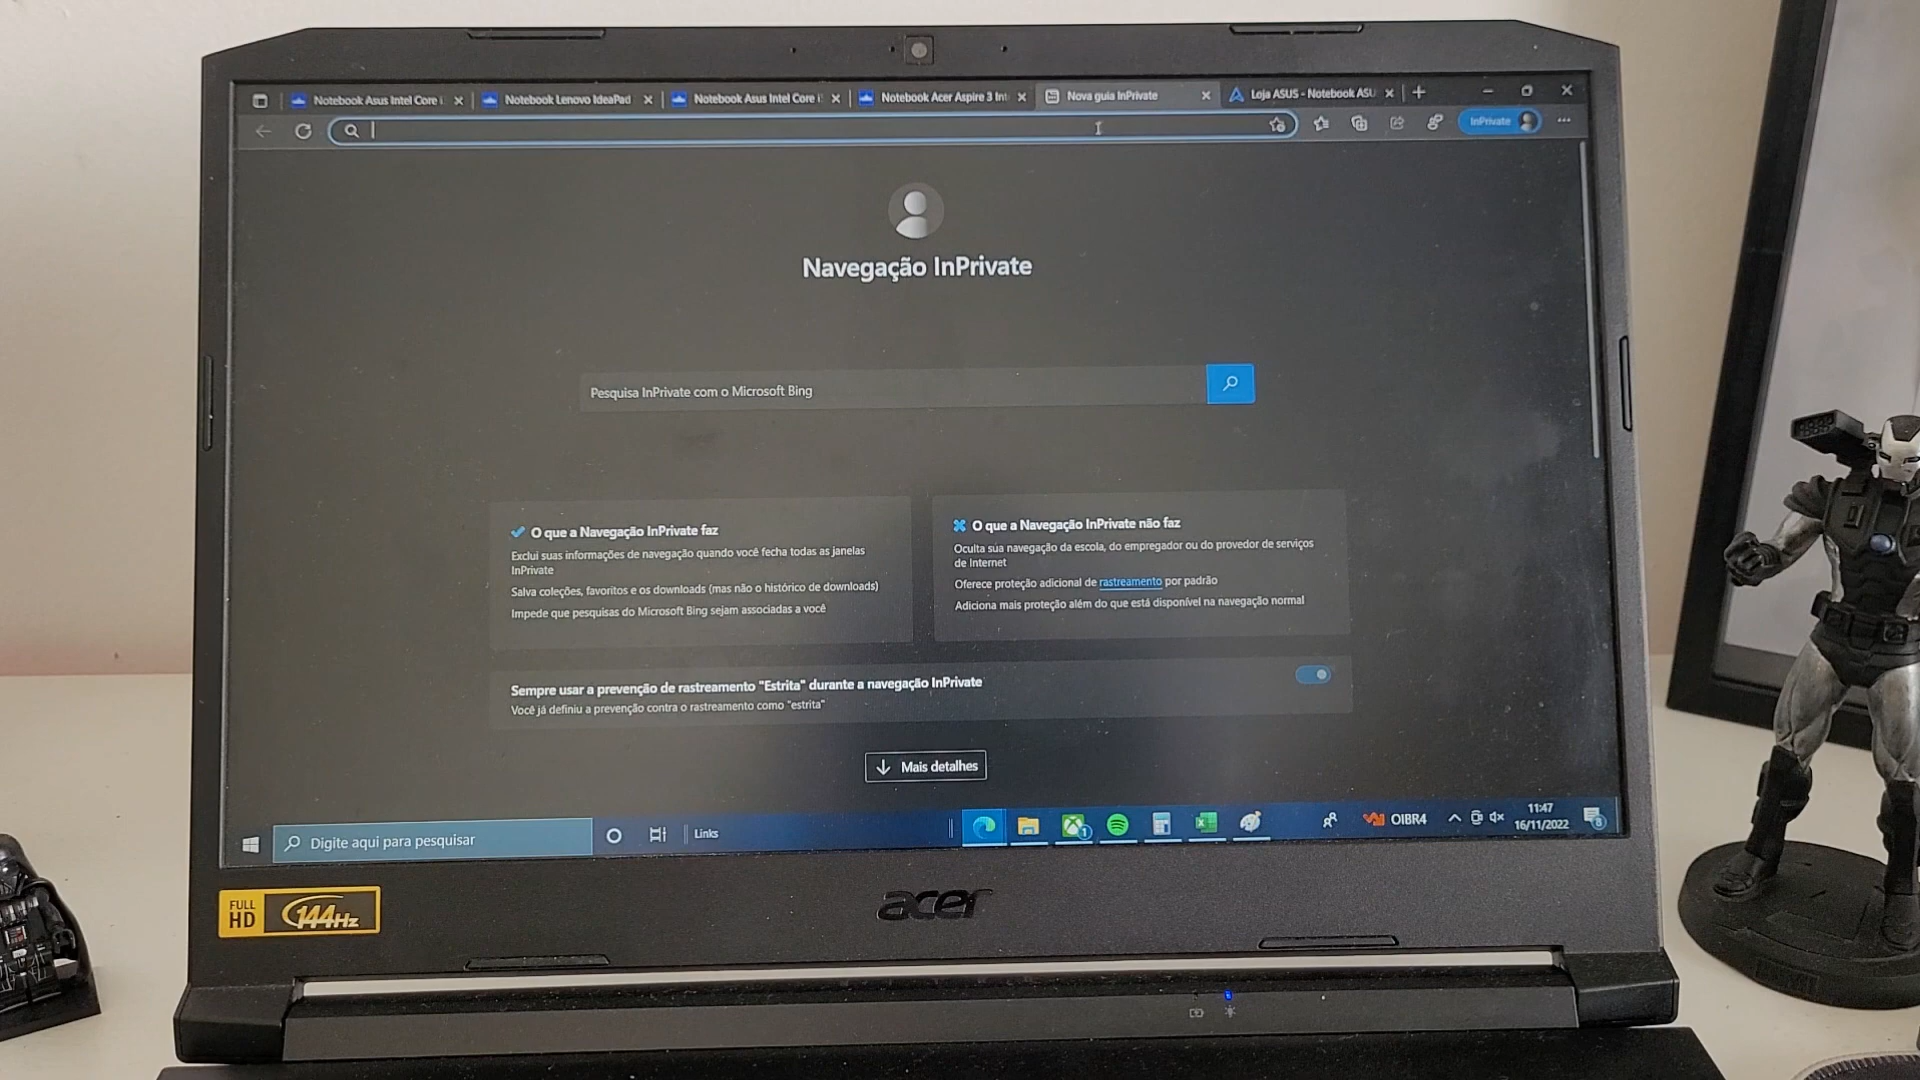 Notebook Asus Intel Core i
Notebook Lenovo IdeaPad
Notebook Asus Intel Core i
Notebook Acer Aspire 3 Int
Nova guia InPrivate
Loja ASUS - Notebook ASU
InPrivate
Navegação InPrivate
Pesquisa InPrivate com o Microsoft Bing
O que a Navegação InPrivate faz
Exclui suas informações de navegação quando você fecha todas as janelas
InPrivate
Salva coleções, favoritos e os downloads (mas não o histórico de downloads)
Impede que pesquisas do Microsoft Bing sejam associadas a você
O que a Navegação InPrivate não faz
Oculta sua navegação da escola, do empregador ou do provedor de serviços
de Internet
Oferece proteção adicional de rastreamento por padrão
Adiciona mais proteção além do que está disponível na navegação normal
Sempre usar a prevenção de rastreamento "Estrita" durante a navegação InPrivate
Você já definiu a prevenção contra o rastreamento como "estrita"
Mais detalhes
Digite aqui para pesquisar
Links
1
OIBR4
11:47
16/11/2022
8
FULL
HD
144Hz
acer